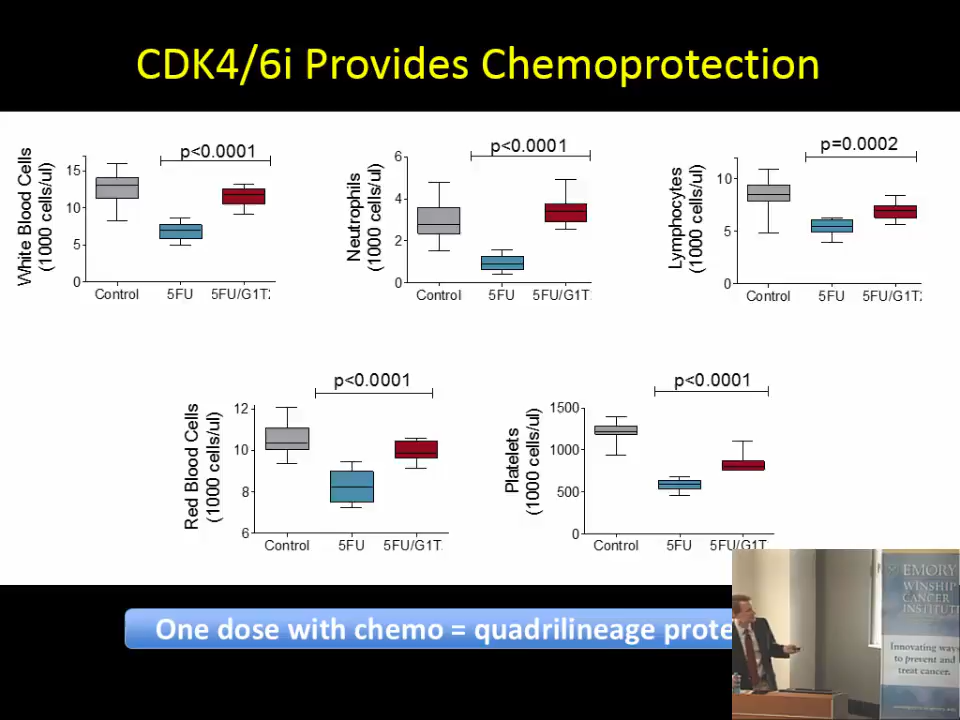 CDK4/6i Provides Chemoprotection
White Blood Cells
(1000 cells/ul)
15
10
5
0
p<0.0001
Control 5FU 5FU/G1T2
Neutrophils
(1000 cells/ul)
6
4
2
0
p<0.0001
Control 5FU 5FU/G1T
Lymphocytes
(1000 cells/ul)
10
5
0
p=0.0002
Control 5FU 5FU/G1T
Red Blood Cells
(1000 cells/ul)
12
10
8
6
p<0.0001
Control 5FU 5FU/G1T
Platelets
(1000 cells/ul)
1500
1000
500
0
p<0.0001
Control 5FU 5FU/G1T
One dose with chemo = quadrilineage prote
EMORY
WINSHIP
CANCER
INSTITUTE
Innovating ways
to prevent and
treat cancer.